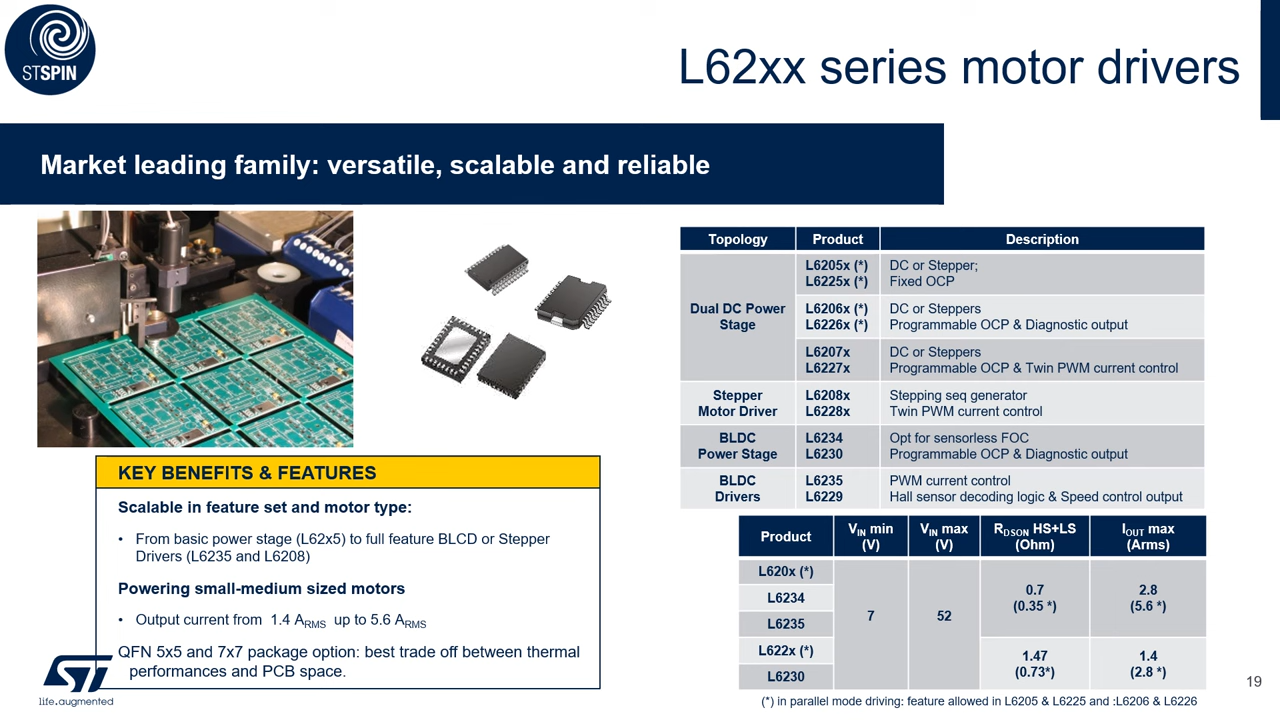 STSPIN
L62xx series motor drivers
Market leading family: versatile, scalable and reliable
Topology Product Description
Dual DC Power Stage
L6205x (*)
L6225x (*)
DC or Stepper;
Fixed OCP
L6206x (*)
L6226x (*)
DC or Steppers
Programmable OCP & Diagnostic output
L6207x
L6227x
DC or Steppers
Programmable OCP & Twin PWM current control
Stepper
Motor Driver
L6208x
L6228x
Stepping seq generator
Twin PWM current control
BLDC
Power Stage
L6234
L6230
Opt for sensorless FOC
Programmable OCP & Diagnostic output
BLDC
Drivers
L6235
L6229
PWM current control
Hall sensor decoding logic & Speed control output
KEY BENEFITS & FEATURES
Scalable in feature set and motor type:
• From basic power stage (L62x5) to full feature BLCD or Stepper
Drivers (L6235 and L6208)
Powering small-medium sized motors
• Output current from 1.4 ARMS up to 5.6 ARMS
QFN 5x5 and 7x7 package option: best trade off between thermal
performances and PCB space.
Product
VIN min
(V)
VIN max
(V)
RDSON HS+LS
(Ohm)
IOUT max
(Arms)
L620x (*)
L6234
L6235
L622x (*)
L6230
7
52
0.7
(0.35 *)
2.8
(5.6 *)
1.47
(0.73*)
1.4
(2.8 *)
(*) in parallel mode driving: feature allowed in L6205 & L6225 and :L6206 & L6226
ST
life.augmented
19